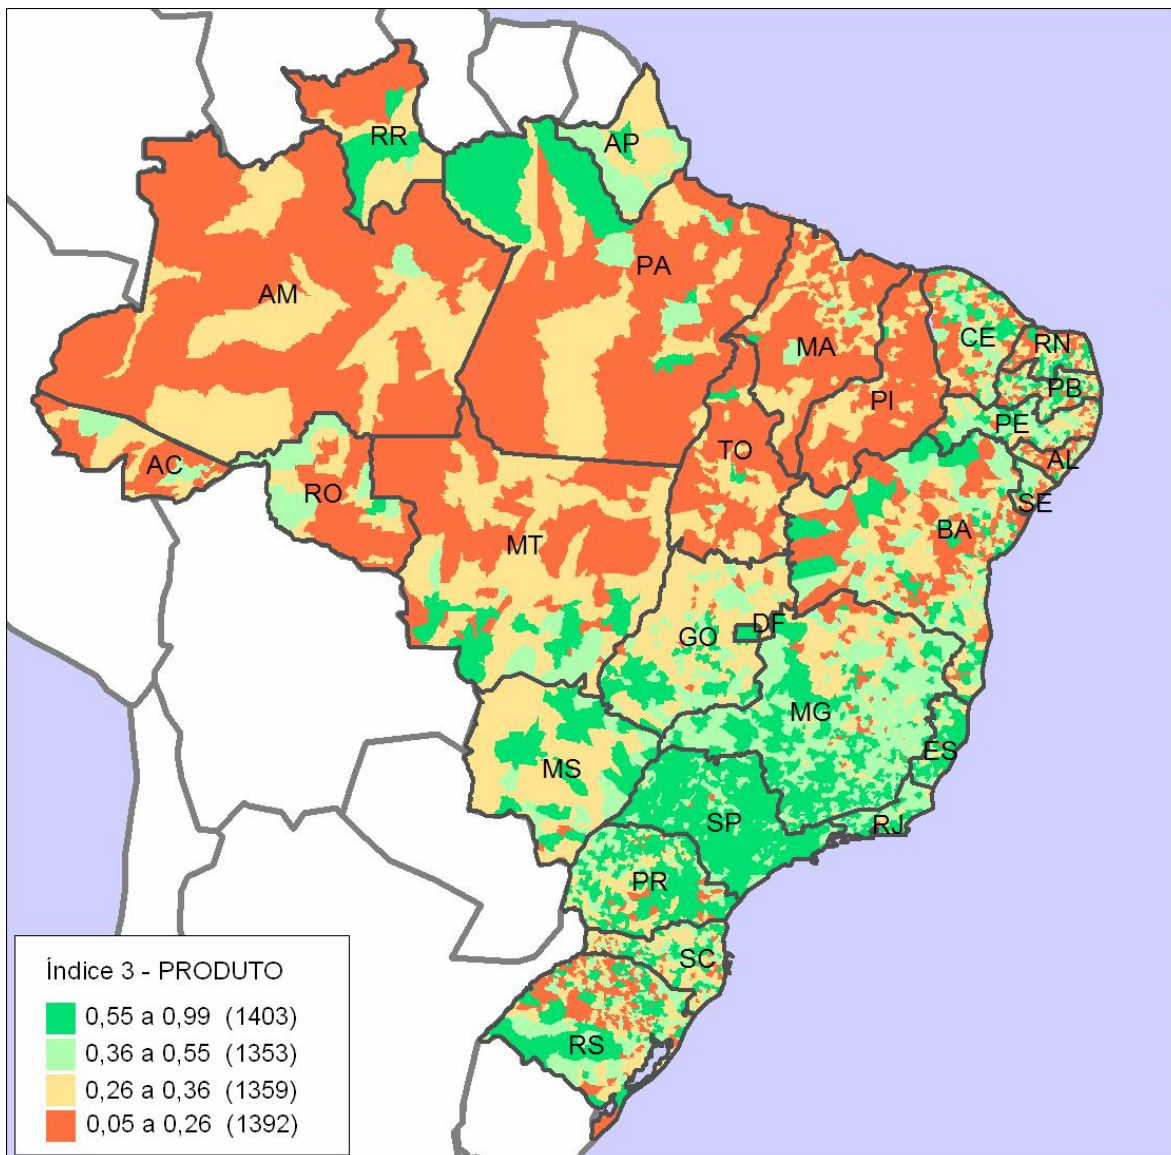 RR
AP
AM
PA
MA
CE
RN
PB
PI
PE
AL
SE
AC
RO
TO
BA
MT
DF
GO
MG
ES
MS
SP
RJ
PR
SC
RS
Índice 3 - PRODUTO
0,55 a 0,99 (1403)
0,36 a 0,55 (1353)
0,26 a 0,36 (1359)
0,05 a 0,26 (1392)